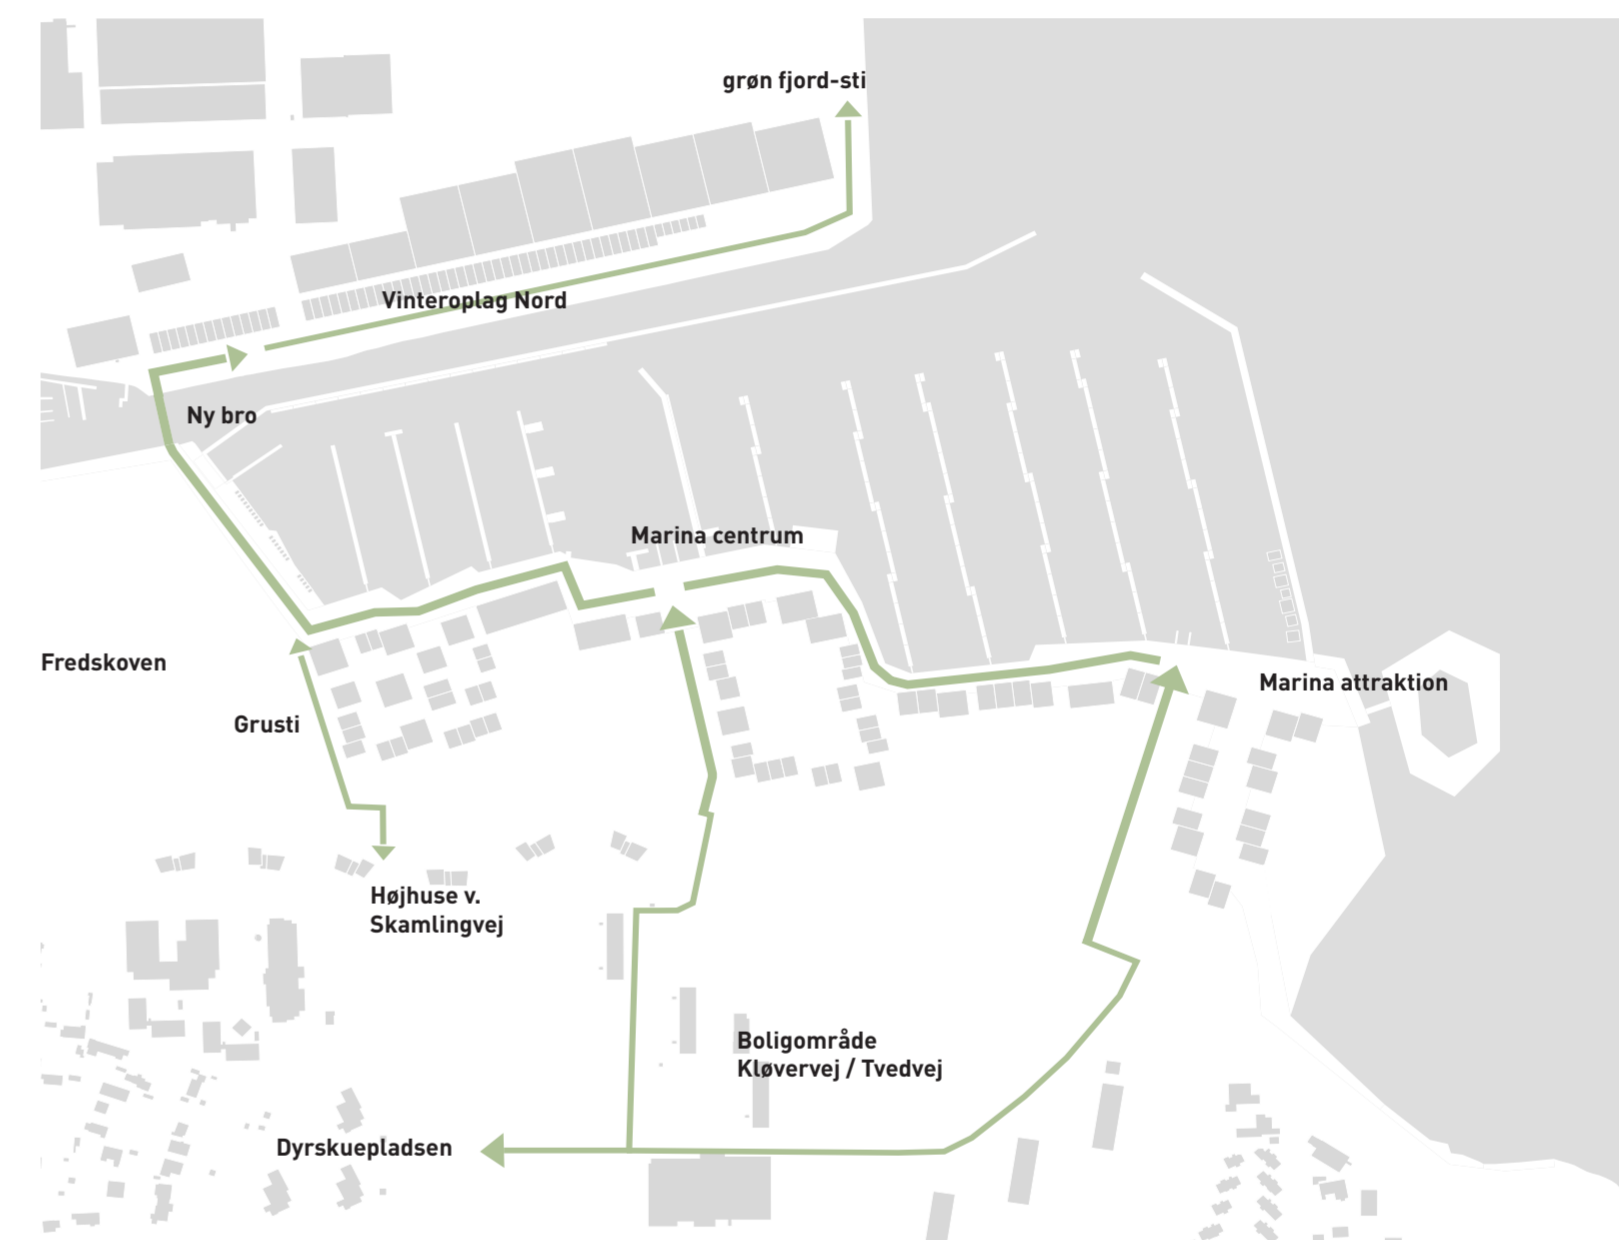 grøn fjord-sti
Vinteroplag Nord
Ny bro
Marina centrum
Fredskoven
Marina attraktion
Grusti
Højhuse v.
Skamlingvej
Boligområde
Kløvervej / Tvedvej
Dyrskuepladsen